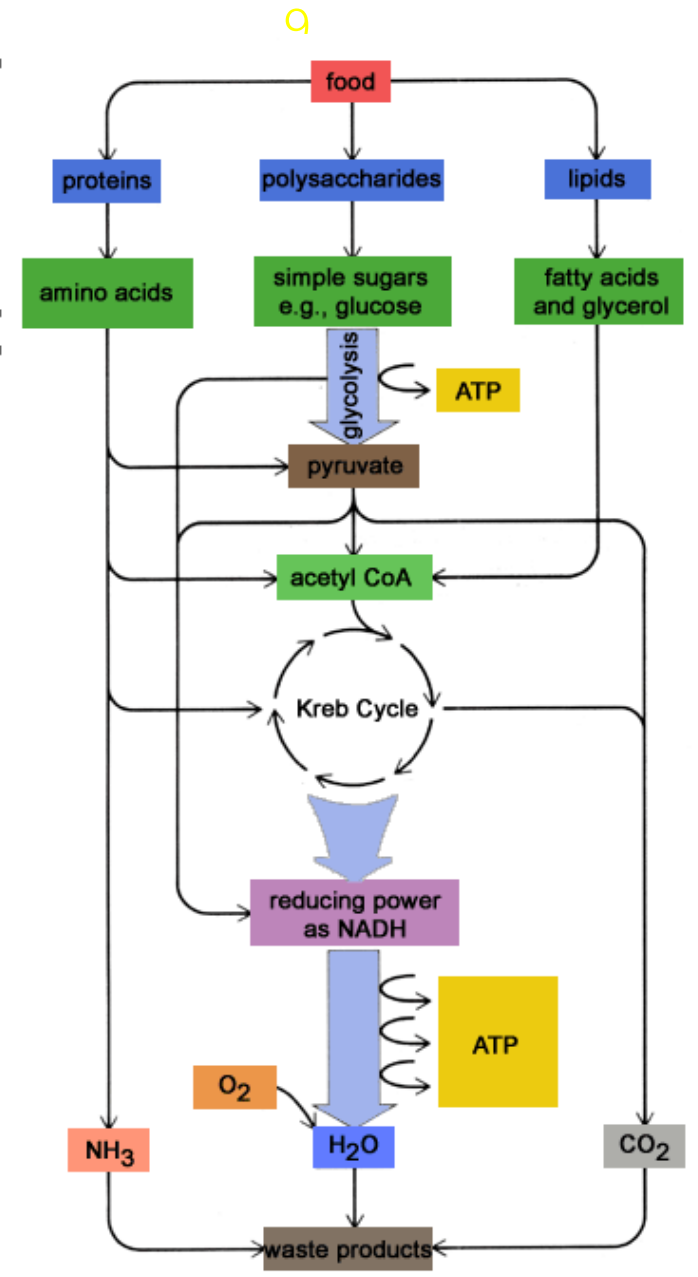 9
food
proteins
polysaccharides
lipids
amino acids
simple sugars
e.g., glucose
fatty acids
and glycerol
glycolysis
ATP
pyruvate
acetyl CoA
Kreb Cycle
reducing power
as NADH
ATP
O₂
NH₃
H₂O
CO₂
waste products